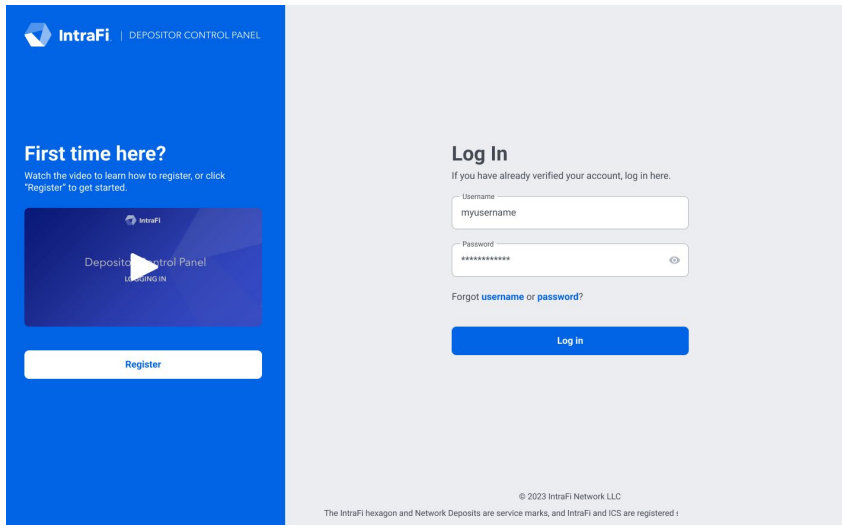 IntraFi | DEPOSITOR CONTROL PANEL
First time here?
Watch the video to learn how to register, or click
"Register" to get started.
IntraFi
Depositor Control Panel
LOGGING IN
Register
Log In
If you have already verified your account, log in here.
Username
myusername
Password
************
Forgot username or password?
Log in
© 2023 IntraFi Network LLC
The IntraFi hexagon and Network Deposits are service marks, and IntraFi and ICS are registered